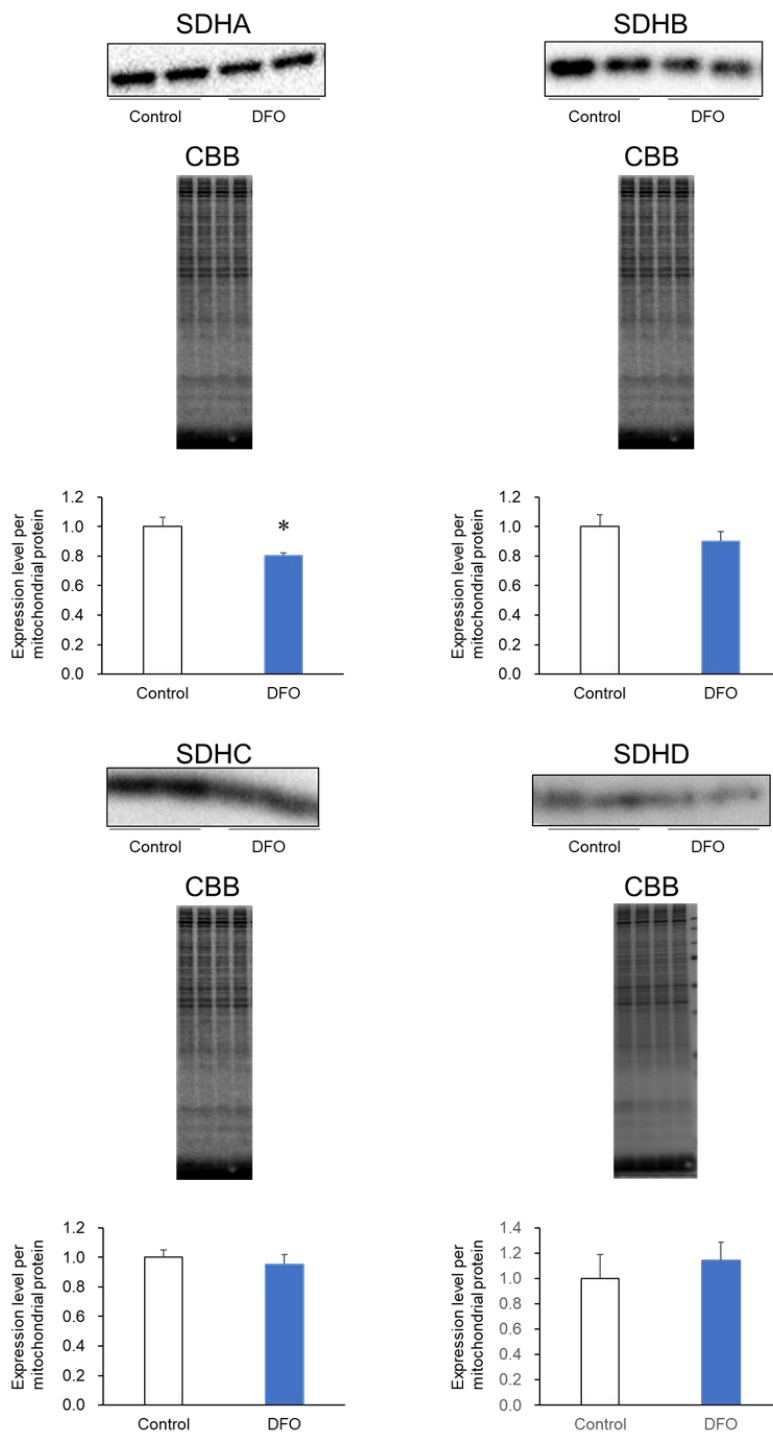 SDHA
Control DFO
CBB
Expression level per
mitochondrial protein
1.2
1.0
0.8
0.6
0.4
0.2
0.0
*
Control DFO
SDHB
Control DFO
CBB
Expression level per
mitochondrial protein
1.2
1.0
0.8
0.6
0.4
0.2
0.0
Control DFO
SDHC
Control DFO
CBB
Expression level per
mitochondrial protein
1.2
1.0
0.8
0.6
0.4
0.2
0.0
Control DFO
SDHD
Control DFO
CBB
Expression level per
mitochondrial protein
1.4
1.2
1.0
0.8
0.6
0.4
0.2
0.0
Control DFO